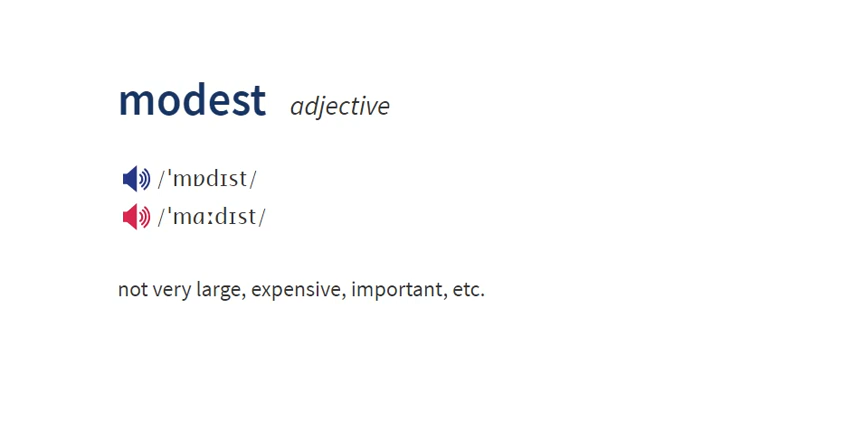 modest adjective
/ˈmɒdɪst/
/ˈmɑːdɪst/
not very large, expensive, important, etc.